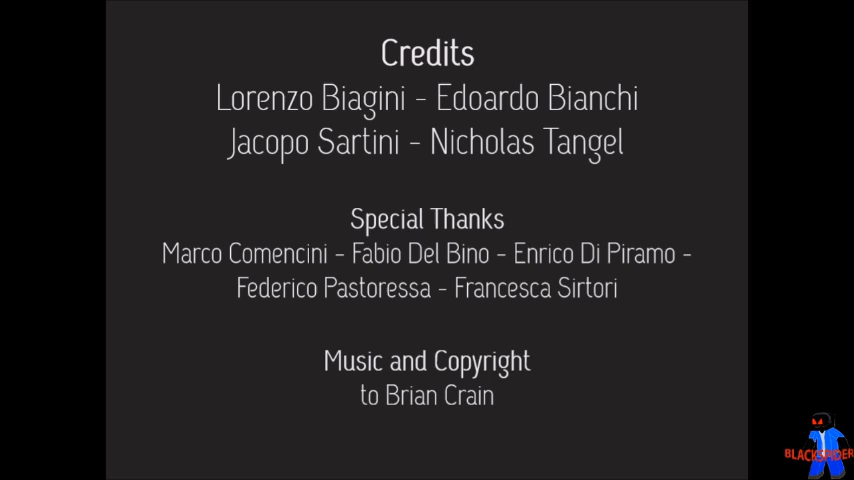 Credits
Lorenzo Biagini - Edoardo Bianchi
Jacopo Sartini - Nicholas Tangel
Special Thanks
Marco Comencini - Fabio Del Bino - Enrico Di Piramo -
Federico Pastoressa - Francesca Sirtori
Music and Copyright
to Brian Crain